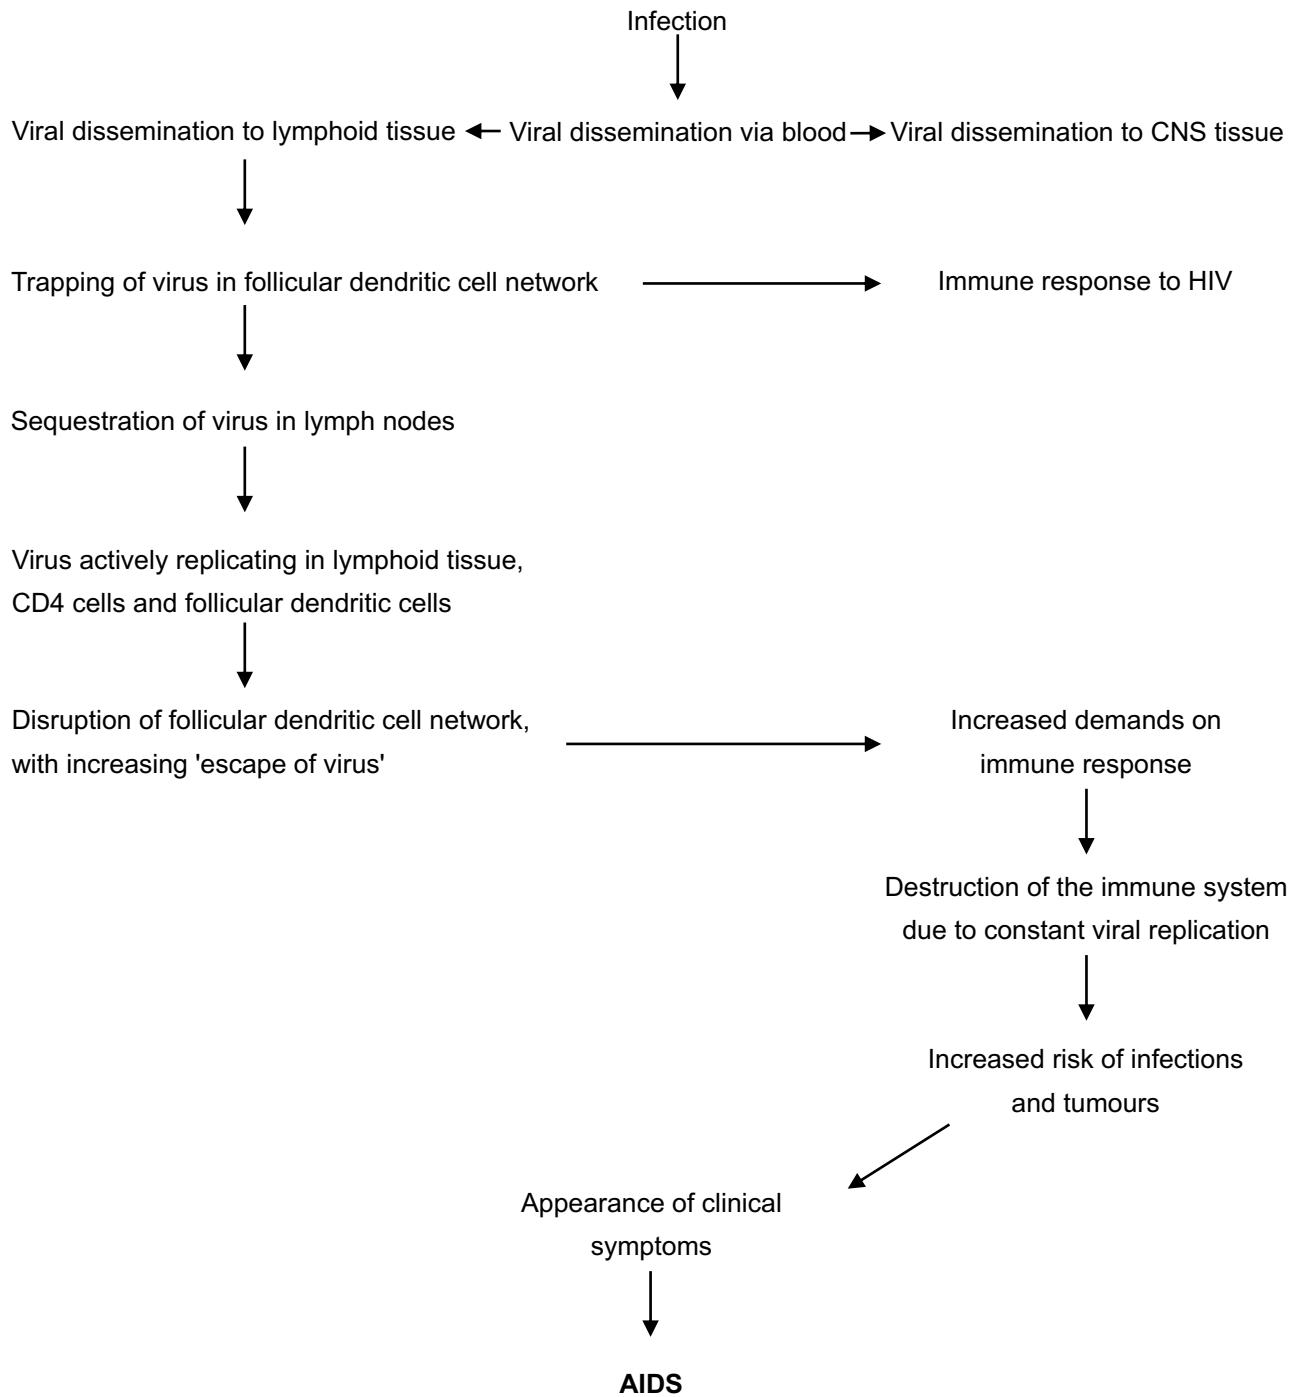 Infection
Viral dissemination to lymphoid tissue
Viral dissemination via blood
Viral dissemination to CNS tissue
Trapping of virus in follicular dendritic cell network
Immune response to HIV
Sequestration of virus in lymph nodes
Virus actively replicating in lymphoid tissue,
CD4 cells and follicular dendritic cells
Disruption of follicular dendritic cell network,
with increasing 'escape of virus'
Increased demands on
immune response
Destruction of the immune system
due to constant viral replication
Increased risk of infections
and tumours
Appearance of clinical
symptoms
AIDS